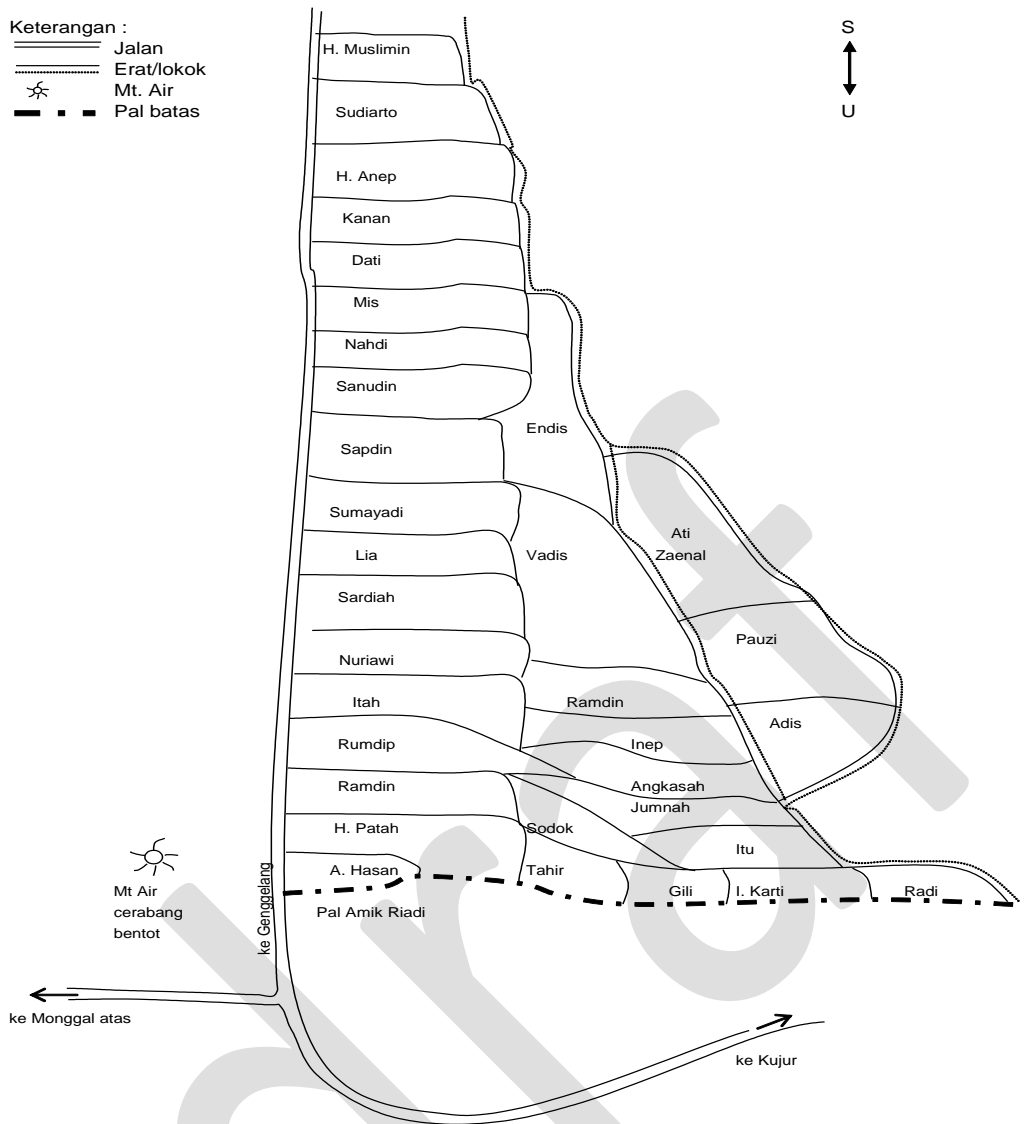 Keterangan :
Jalan
Erat/lokok
Mt. Air
Pal batas
S
U
H. Muslimin
Sudiarto
H. Anep
Kanan
Dati
Mis
Nahdi
Sanudin
Endis
Sapdin
Sumayadi
Ati
Zaenal
Lia
Vadis
Sardiah
Pauzi
Nuriawi
Itah
Ramdin
Adis
Rumdip
Inep
Ramdin
Angkasah
Jumnah
H. Patah
Sodok
Itu
A. Hasan
Tahir
Gili
I. Karti
Radi
Mt Air
cerabang
bentot
ke Genggelang
Pal Amik Riadi
ke Monggal atas
ke Kujur
draf